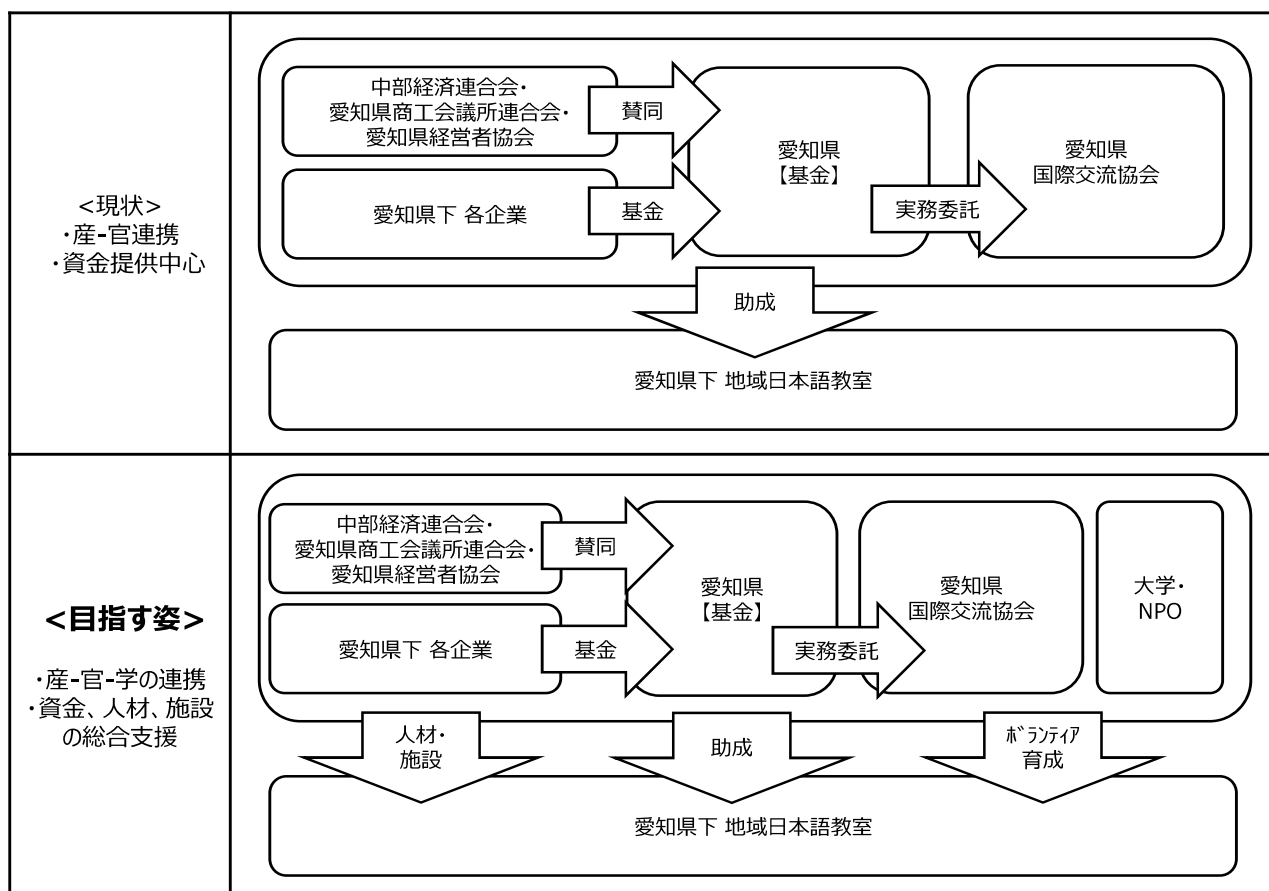 <現状>
・産-官連携
・資金提供中心
中部経済連合会・
愛知県商工会議所連合会・
愛知県経営者協会
賛同
愛知県下 各企業
基金
愛知県
【基金】
実務委託
愛知県
国際交流協会
助成
愛知県下 地域日本語教室
<目指す姿>
・産-官-学の連携
・資金、人材、施設
の総合支援
中部経済連合会・
愛知県商工会議所連合会・
愛知県経営者協会
賛同
愛知県下 各企業
基金
愛知県
【基金】
実務委託
愛知県
国際交流協会
大学・
NPO
人材・
施設
助成
ボランティア
育成
愛知県下 地域日本語教室